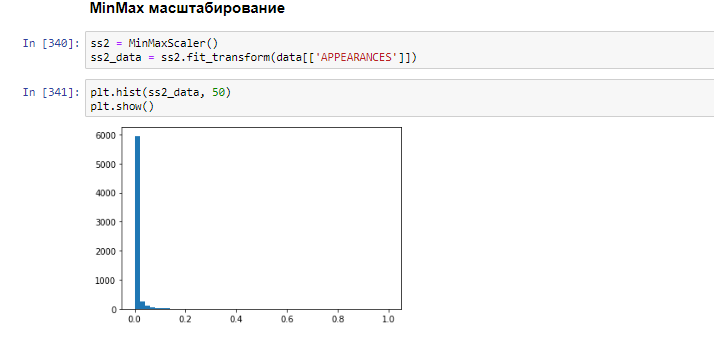 MinMax масштабирование
In [340]: ss2 = MinMaxScaler()
ss2_data = ss2.fit_transform(data[['APPEARANCES']])
In [341]: plt.hist(ss2_data, 50)
plt.show()
6000
5000
4000
3000
2000
1000
0
0.0 0.2 0.4 0.6 0.8 1.0